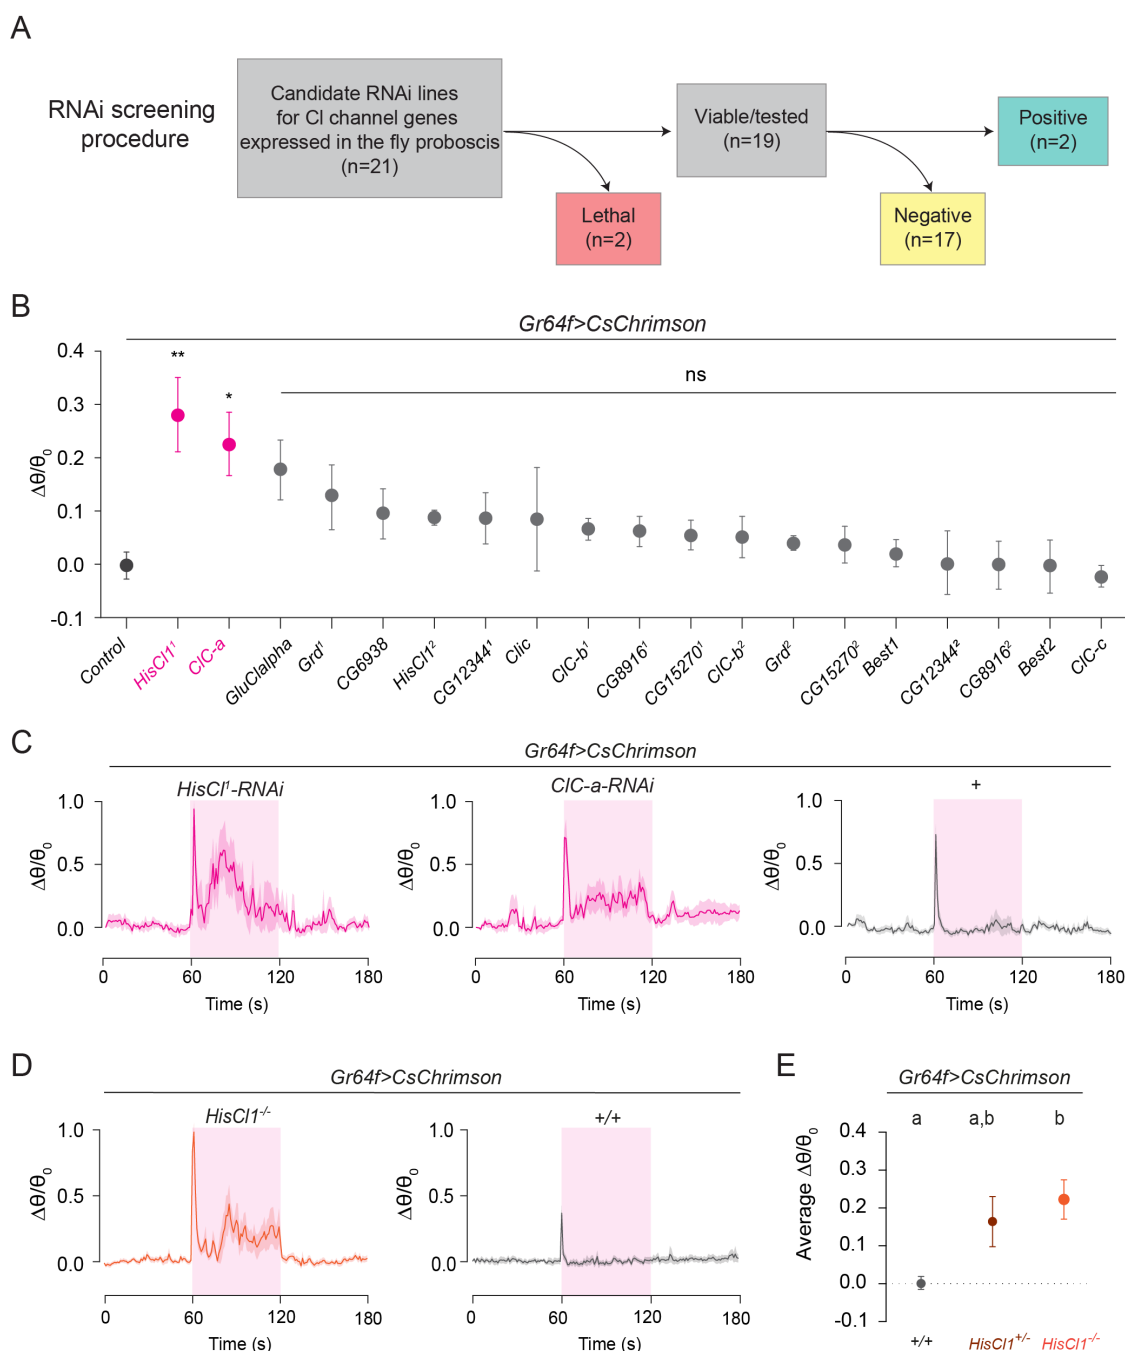 A
RNAi screening
procedure
Candidate RNAi lines
for Cl channel genes
expressed in the fly proboscis
(n=21)
Viable/tested
(n=19)
Positive
(n=2)
Lethal
(n=2)
Negative
(n=17)
B
Gr64f>CsChrimson
0.4
0.3
0.2
0.1
0.0
-0.1
Δθ/θ0
**
*
ns
Control
HisCl1¹
ClC-a
GluClalpha
Grd¹
CG6938
HisCl1²
CG12344¹
Clic
ClC-b¹
CG8916¹
CG15270¹
ClC-b²
Grd²
CG15270²
Best1
CG12344²
CG8916²
Best2
ClC-c
C
Gr64f>CsChrimson
HisCl¹-RNAi
ClC-a-RNAi
+
1.0
0.5
0.0
Δθ/θ0
0 60 120 180
Time (s)
1.0
0.5
0.0
Δθ/θ0
0 60 120 180
Time (s)
1.0
0.5
0.0
Δθ/θ0
0 60 120 180
Time (s)
D
Gr64f>CsChrimson
HisCl1-/-
+/+
1.0
0.5
0.0
Δθ/θ0
0 60 120 180
Time (s)
1.0
0.5
0.0
Δθ/θ0
0 60 120 180
Time (s)
E
Gr64f>CsChrimson
a a,b b
0.4
0.3
0.2
0.1
0.0
-0.1
Average Δθ/θ0
+/+ HisCl1+/- HisCl1-/-